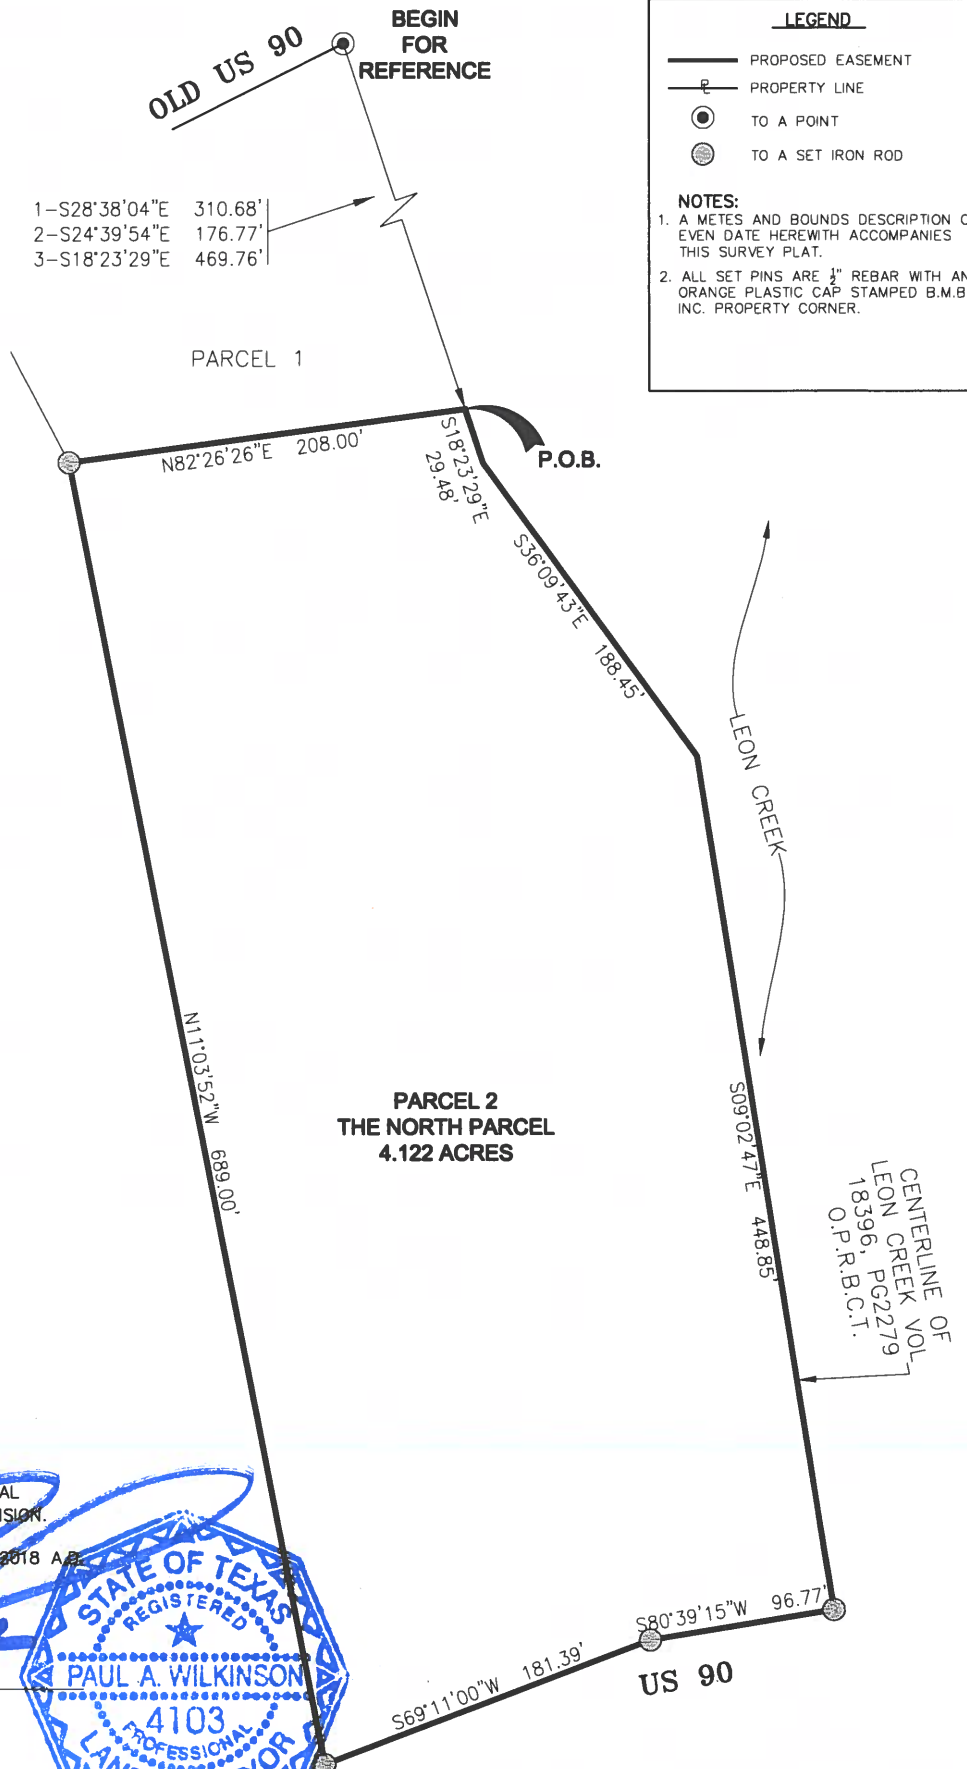 BEGIN
FOR
REFERENCE
OLD US 90
LEGEND
PROPOSED EASEMENT
PROPERTY LINE
TO A POINT
TO A SET IRON ROD
NOTES:
1. A METES AND BOUNDS DESCRIPTION
EVEN DATE HEREWITH ACCOMPANIES
THIS SURVEY PLAT.
2. ALL SET PINS ARE ½" REBAR WITH AN
ORANGE PLASTIC CAP STAMPED B.M.B
INC. PROPERTY CORNER.
1-S28°38'04"E 310.68'
2-S24°39'54"E 176.77'
3-S18°23'29"E 469.76'
PARCEL 1
N82°26'26"E 208.00'
S18°23'29"E
29.48'
P.O.B.
S36°09'43"E 188.45'
LEON CREEK
N11°03'52"W 689.00'
PARCEL 2
THE NORTH PARCEL
4.122 ACRES
S09°02'47"E 448.85'
CENTERLINE OF
LEON CREEK VOL
18396, PG2279
O.P.R.B.C.T.
AL
ISION.
2018 A.D.
STATE OF TEXAS
REGISTERED
PAUL A. WILKINSON
4103
PROFESSIONAL
S80°39'15"W 96.77'
US 90
S69°11'00"W 181.39'